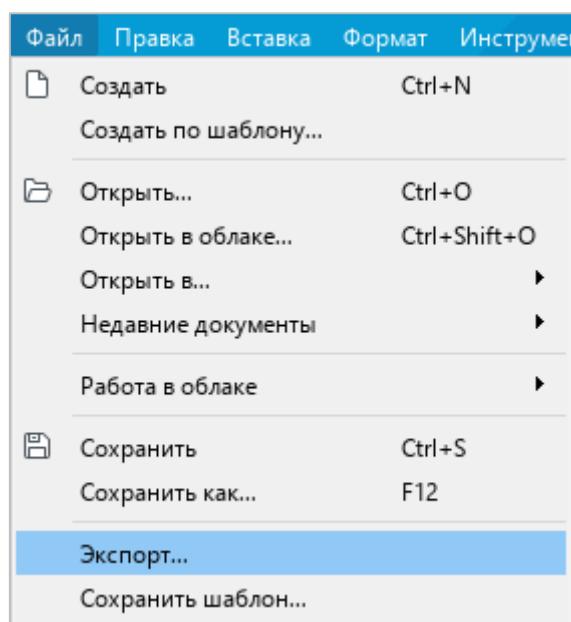 Файл Правка Вставка Формат Инструме
Создать Ctrl+N
Создать по шаблону...
Открыть... Ctrl+O
Открыть в облаке... Ctrl+Shift+O
Открыть в...
Недавние документы
Работа в облаке
Сохранить Ctrl+S
Сохранить как... F12
Экспорт...
Сохранить шаблон...